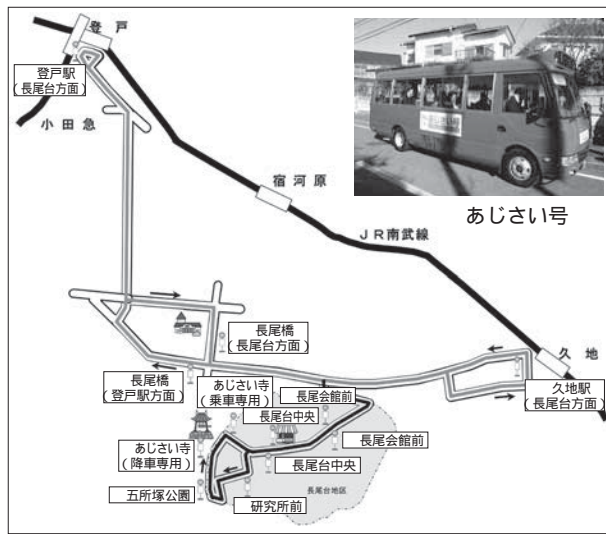 登戸
登戸駅
（長尾台方面）
小田急
宿河原
あじさい号
JR南武線
長尾橋
（長尾台方面）
久地
長尾橋
（登戸駅方面）
あじさい寺
（乗車専用）
長尾会館前
久地駅
（長尾台方面）
長尾台中央
あじさい寺
（降車専用）
長尾会館前
長尾台中央
五所塚公園
研究所前
長尾台地区